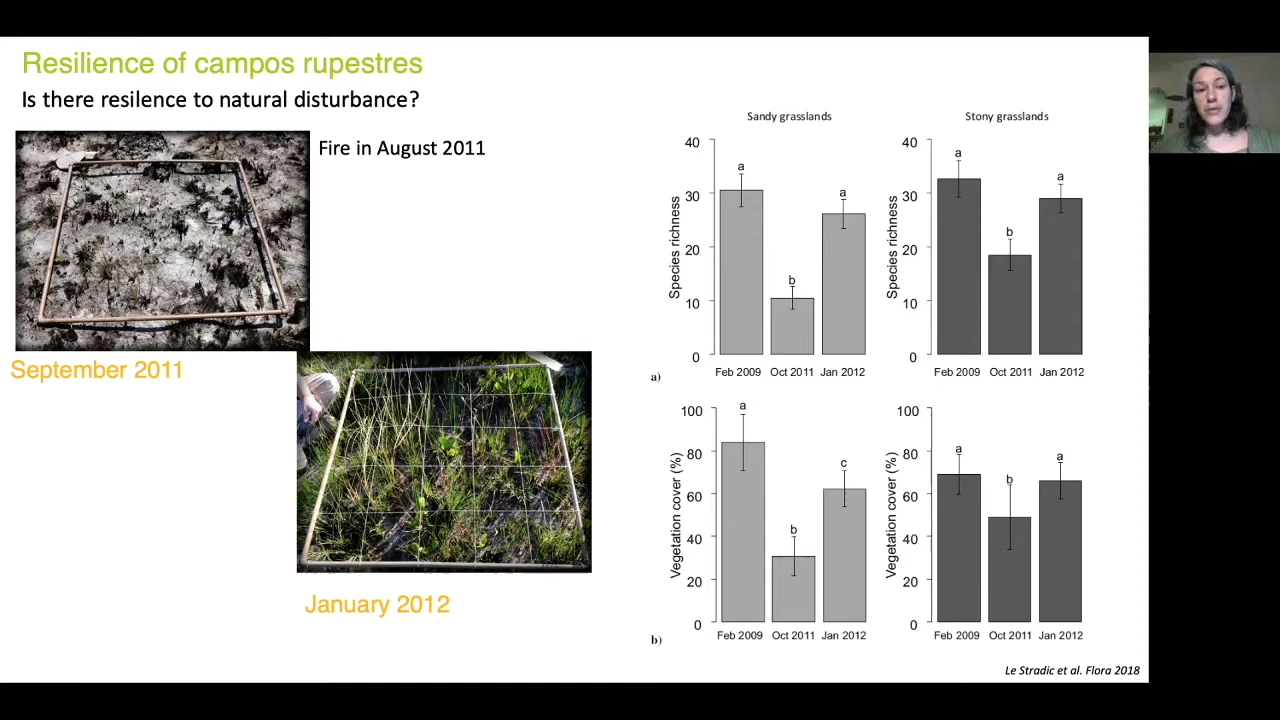 Resilience of campos rupestres
Is there resilence to natural disturbance?
Fire in August 2011
September 2011
January 2012
Sandy grasslands
Species richness
40
30
20
10
0
a
b
a
Feb 2009 Oct 2011 Jan 2012
Stony grasslands
Species richness
40
30
20
10
0
a
b
a
Feb 2009 Oct 2011 Jan 2012
a)
Vegetation cover (%)
100
80
60
40
20
0
a
b
c
Feb 2009 Oct 2011 Jan 2012
Vegetation cover (%)
100
80
60
40
20
0
a
b
a
Feb 2009 Oct 2011 Jan 2012
b)
Le Stradic et al. Flora 2018